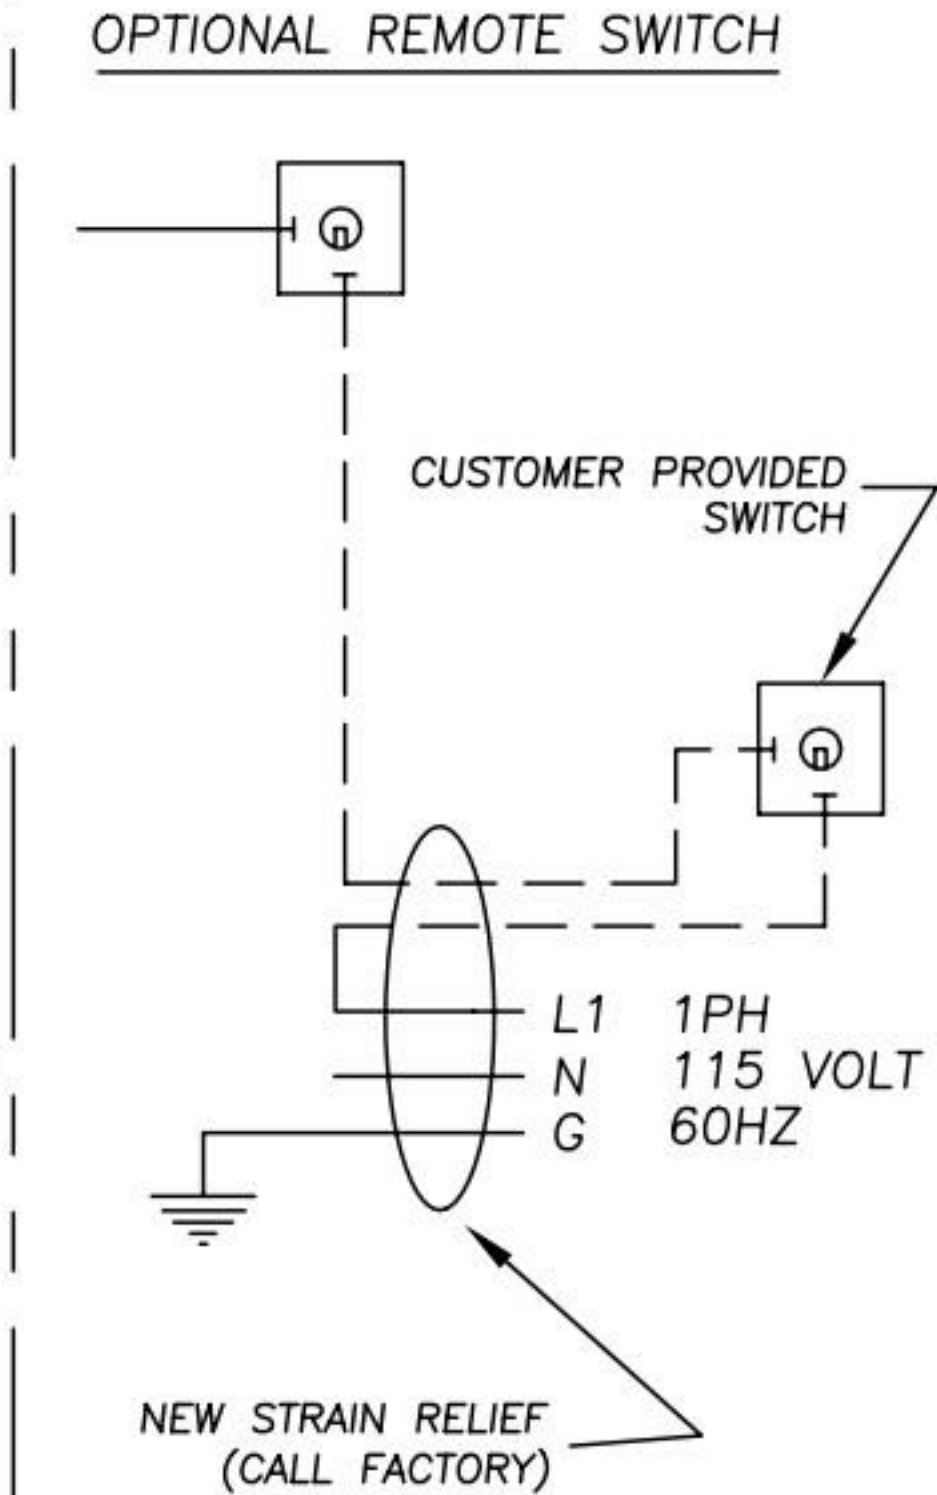 OPTIONAL REMOTE SWITCH
CUSTOMER PROVIDED
SWITCH
L1 1PH
N 115 VOLT
G 60HZ
NEW STRAIN RELIEF
(CALL FACTORY)